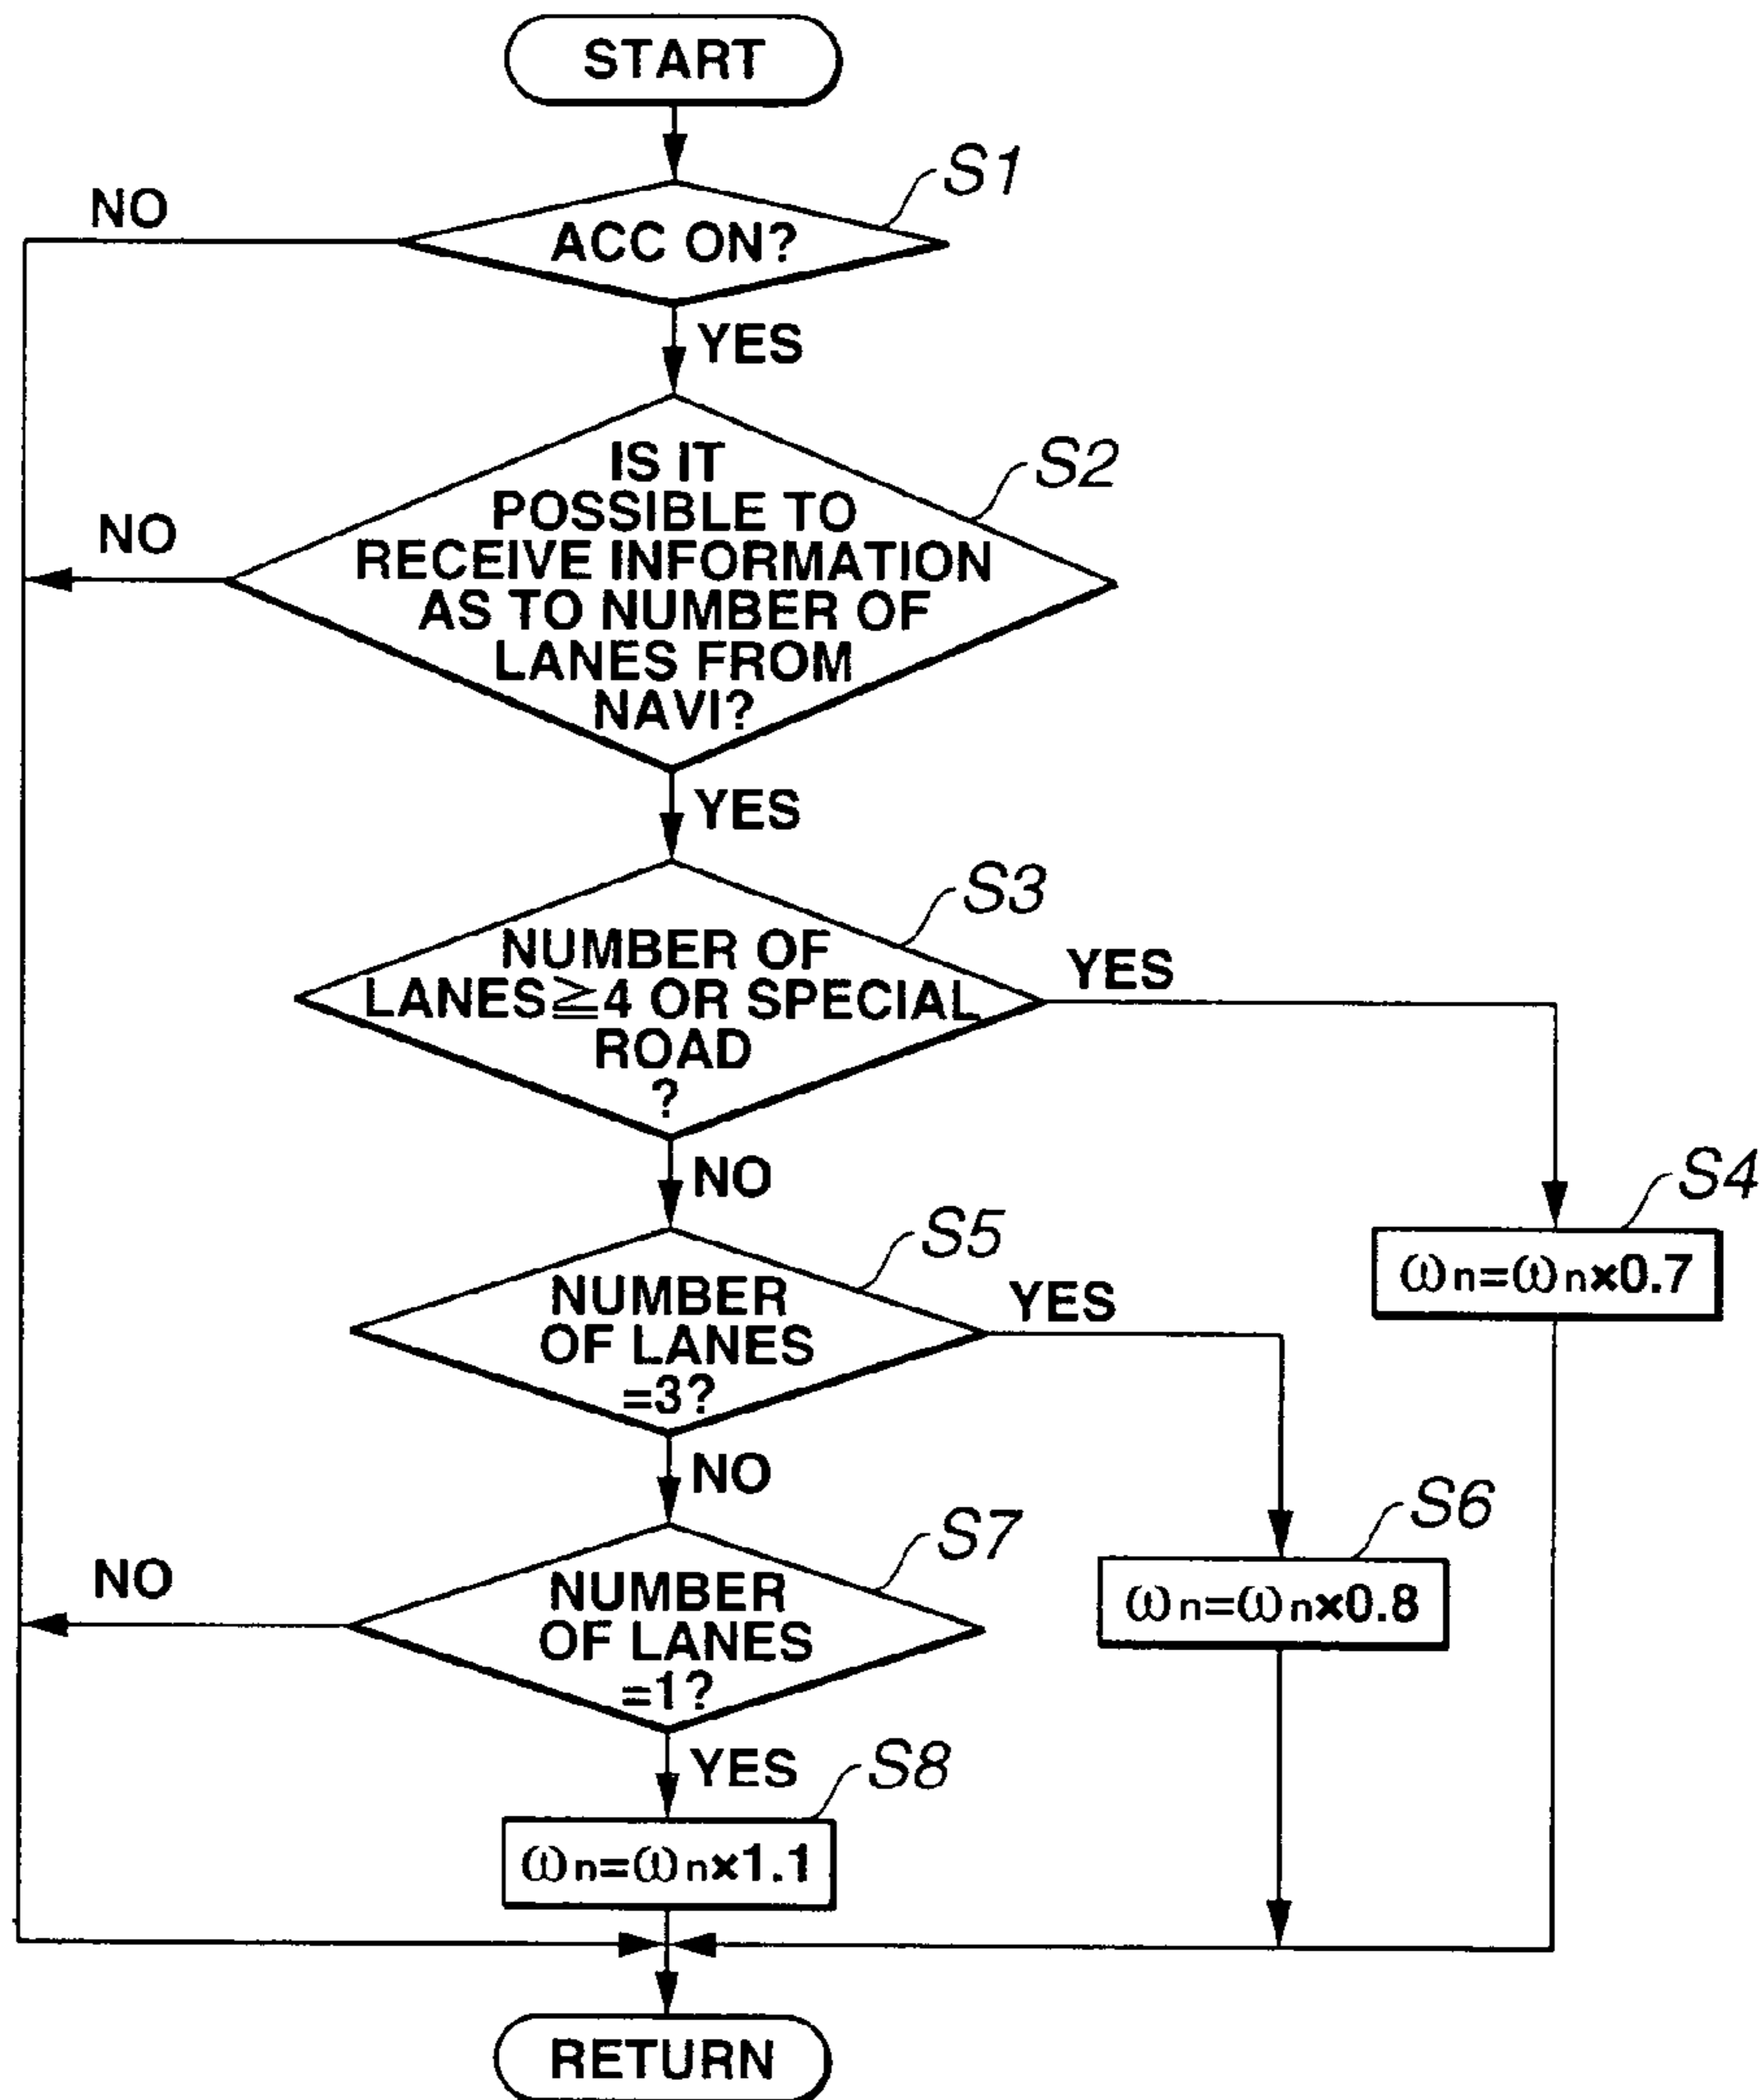 START
S1
NO
ACC ON?
YES
S2
IS IT
POSSIBLE TO
NO
RECEIVE INFORMATION
AS TO NUMBER OF
LANES FROM
NAVI?
YES
S3
NUMBER OF
YES
LANES≧4 OR SPECIAL
ROAD
?
NO
S4
ωn=ωn×0.7
S5
NUMBER
YES
OF LANES
=3?
NO
S6
ωn=ωn×0.8
S7
NO
NUMBER
OF LANES
=1?
YES
S8
ωn=ωn×1.1
RETURN